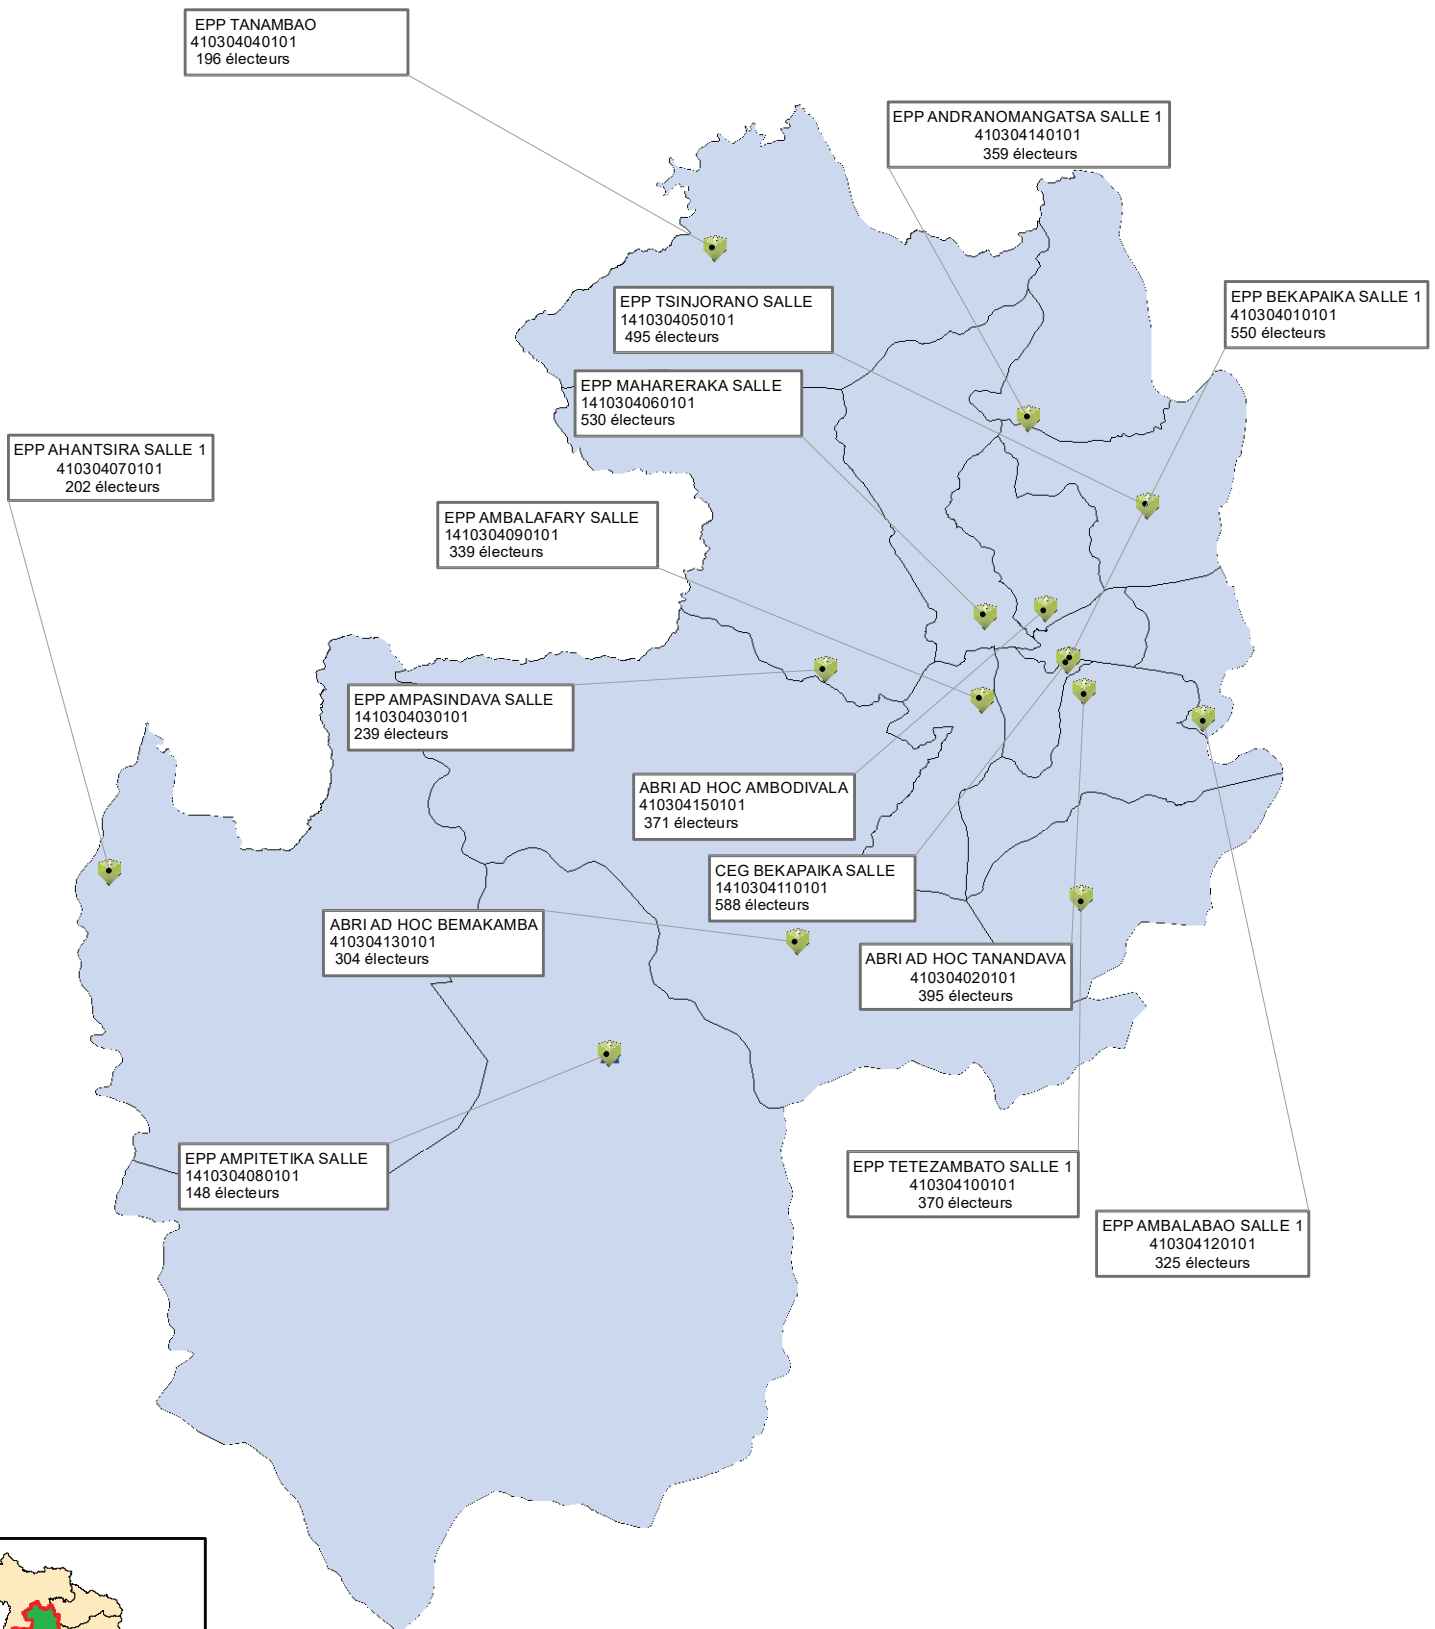 EPP TANAMBAO
410304040101
196 électeurs
EPP ANDRANOMANGATSA SALLE 1
410304140101
359 électeurs
EPP TSINJORANO SALLE
1410304050101
495 électeurs
EPP BEKAPAIKA SALLE 1
410304010101
550 électeurs
EPP MAHARERAKA SALLE
1410304060101
530 électeurs
EPP AHANTSIRA SALLE 1
410304070101
202 électeurs
EPP AMBALAFARY SALLE
1410304090101
339 électeurs
EPP AMPASINDAVA SALLE
1410304030101
239 électeurs
ABRI AD HOC AMBODIVALA
410304150101
371 électeurs
CEG BEKAPAIKA SALLE
1410304110101
588 électeurs
ABRI AD HOC BEMAKAMBA
410304130101
304 électeurs
ABRI AD HOC TANANDAVA
410304020101
395 électeurs
EPP AMPITETIKA SALLE
1410304080101
148 électeurs
EPP TETEZAMBATO SALLE 1
410304100101
370 électeurs
EPP AMBALABAO SALLE 1
410304120101
325 électeurs